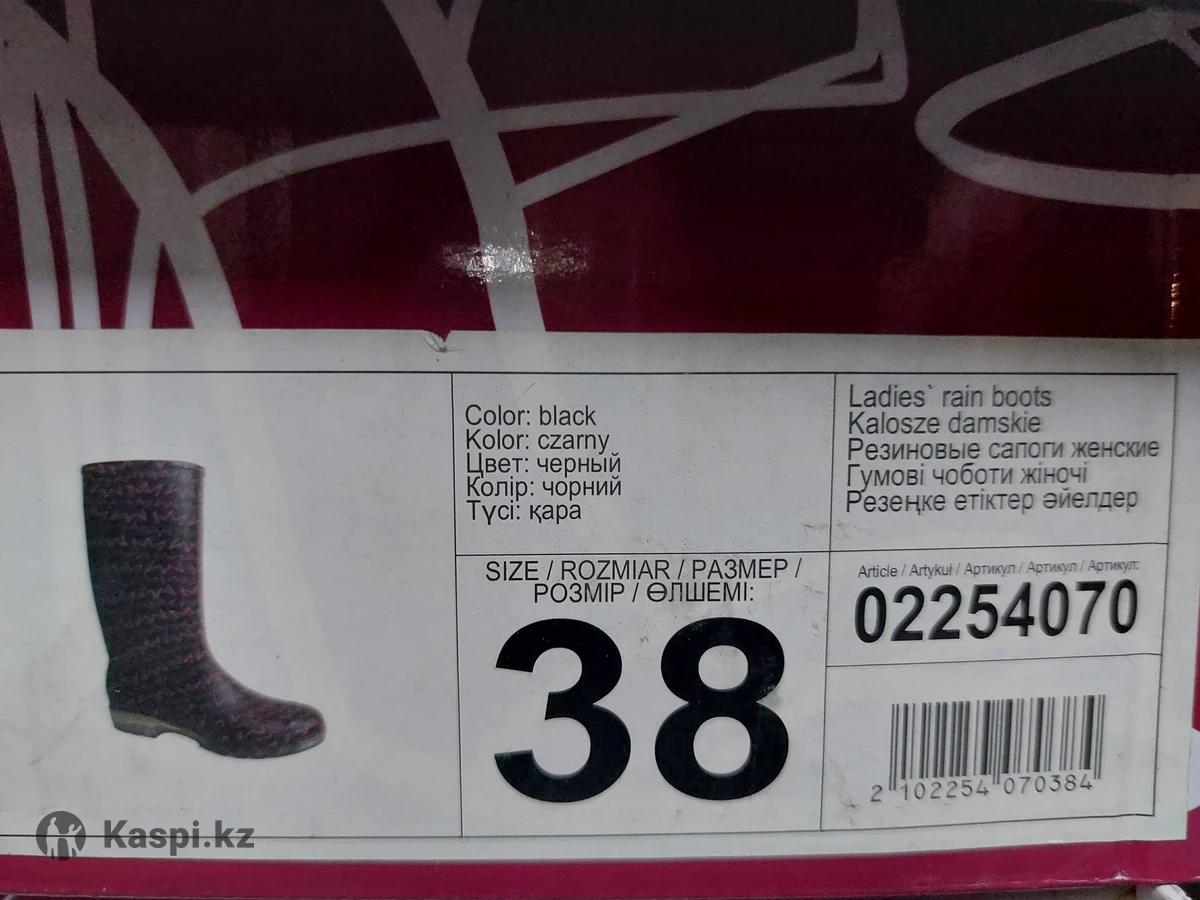 Color: black
Kolor: czarny
Цвет: черный
Колір: чорний
Түсі: қара
Ladies` rain boots
Kalosze damskie
Резиновые сапоги женские
Гумові чоботи жіночі
Резеңке етіктер әйелдер
SIZE / ROZMIAR / РАЗМЕР /
РОЗМІР / ӨЛШЕМІ:
38
Article / Artykuł / Артикул / Артикул / Артикул:
02254070
2 102254 070384
Kaspi.kz